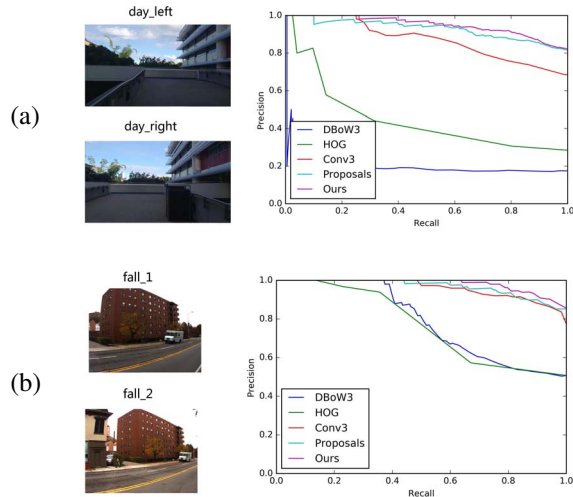 (a)
day_left
day_right
Precision
1.0
0.8
0.6
0.4
0.2
0.0
DBoW3
HOG
Conv3
Proposals
Ours
0.0 0.2 0.4 0.6 0.8 1.0
Recall
(b)
fall_1
fall_2
Precision
1.0
0.8
0.6
0.4
0.2
0.0
DBoW3
HOG
Conv3
Proposals
Ours
0.0 0.2 0.4 0.6 0.8 1.0
Recall